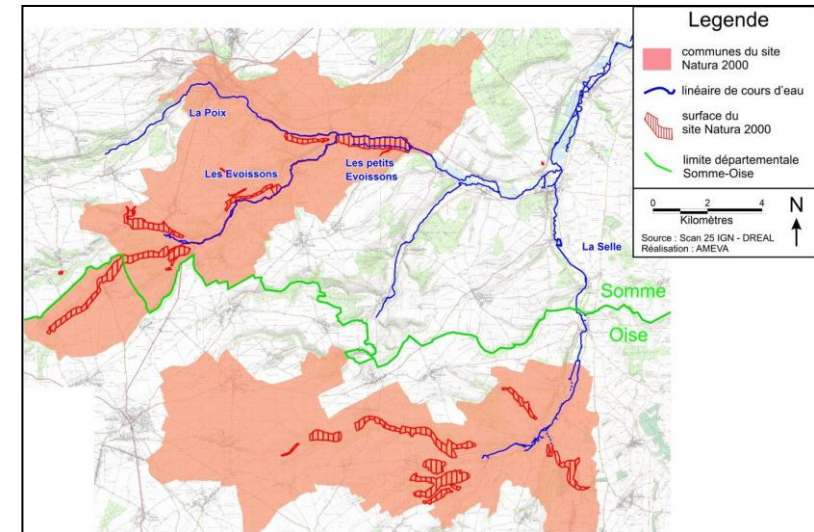 Legende
communes du site
Natura 2000
linéaire de cours d'eau
surface du
site Natura 2000
limite départementale
Somme-Oise
0 2 4
Kilomètres
N
Source : Scan 25 IGN - DREAL
Réalisation : AMEVA
La Poix
Les Evoissons
Les petits
Evoissons
La Selle
Somme
Oise